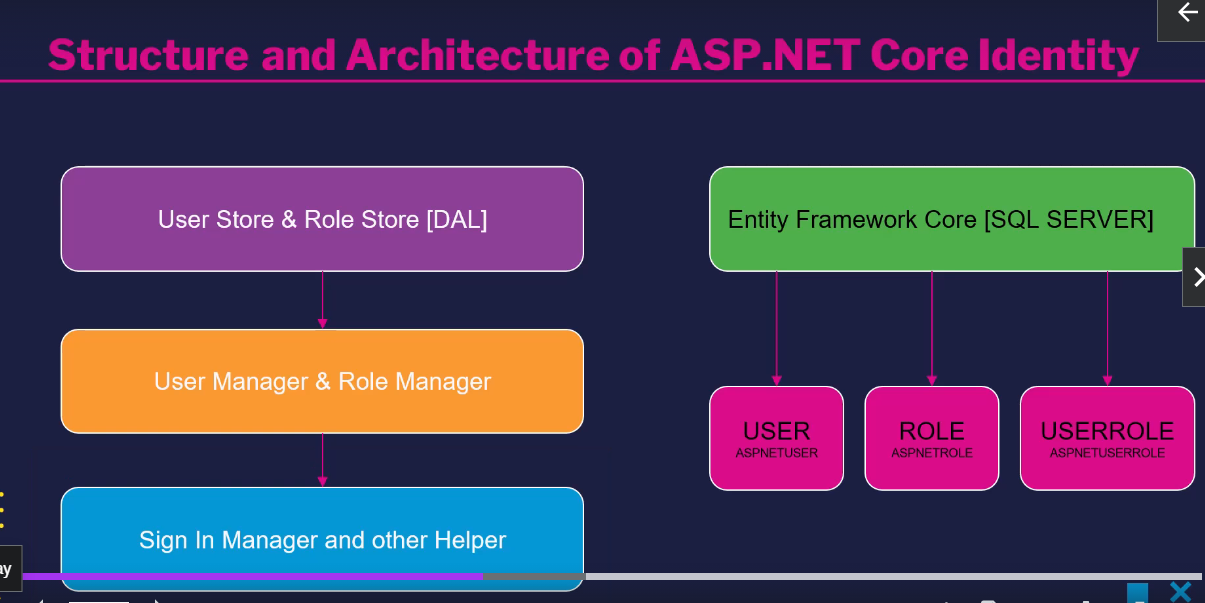 Structure and Architecture of ASP.NET Core Identity
User Store & Role Store [DAL]
User Manager & Role Manager
Sign In Manager and other Helper
Entity Framework Core [SQL SERVER]
USER
ASPNETUSER
ROLE
ASPNETROLE
USERROLE
ASPNETUSERROLE
ay